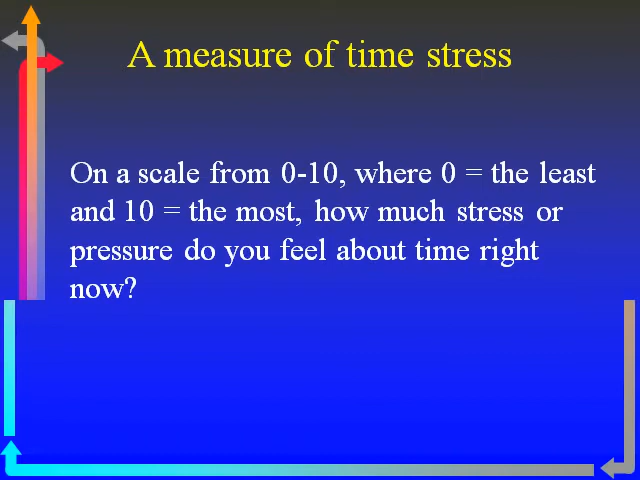 A measure of time stress
On a scale from 0-10, where 0 = the least
and 10 = the most, how much stress or
pressure do you feel about time right
now?